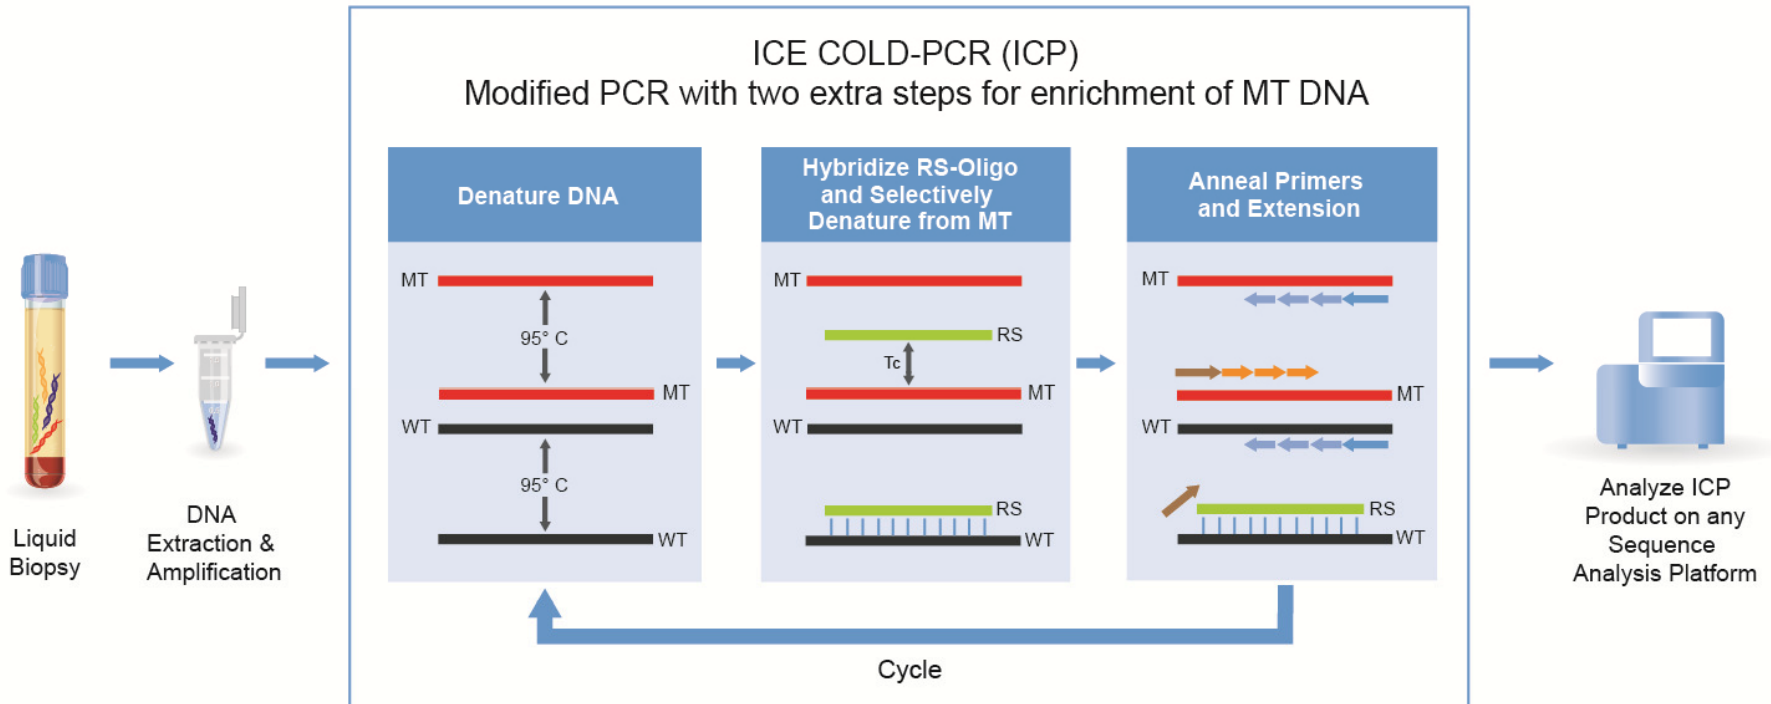 ICE COLD-PCR (ICP)
Modified PCR with two extra steps for enrichment of MT DNA
Liquid
Biopsy
DNA
Extraction &
Amplification
Denature DNA
MT
95° C
MT
WT
95° C
WT
Hybridize RS-Oligo
and Selectively
Denature from MT
MT
RS
Tc
MT
WT
RS
WT
Anneal Primers
and Extension
MT
MT
WT
RS
WT
Cycle
Analyze ICP
Product on any
Sequence
Analysis Platform